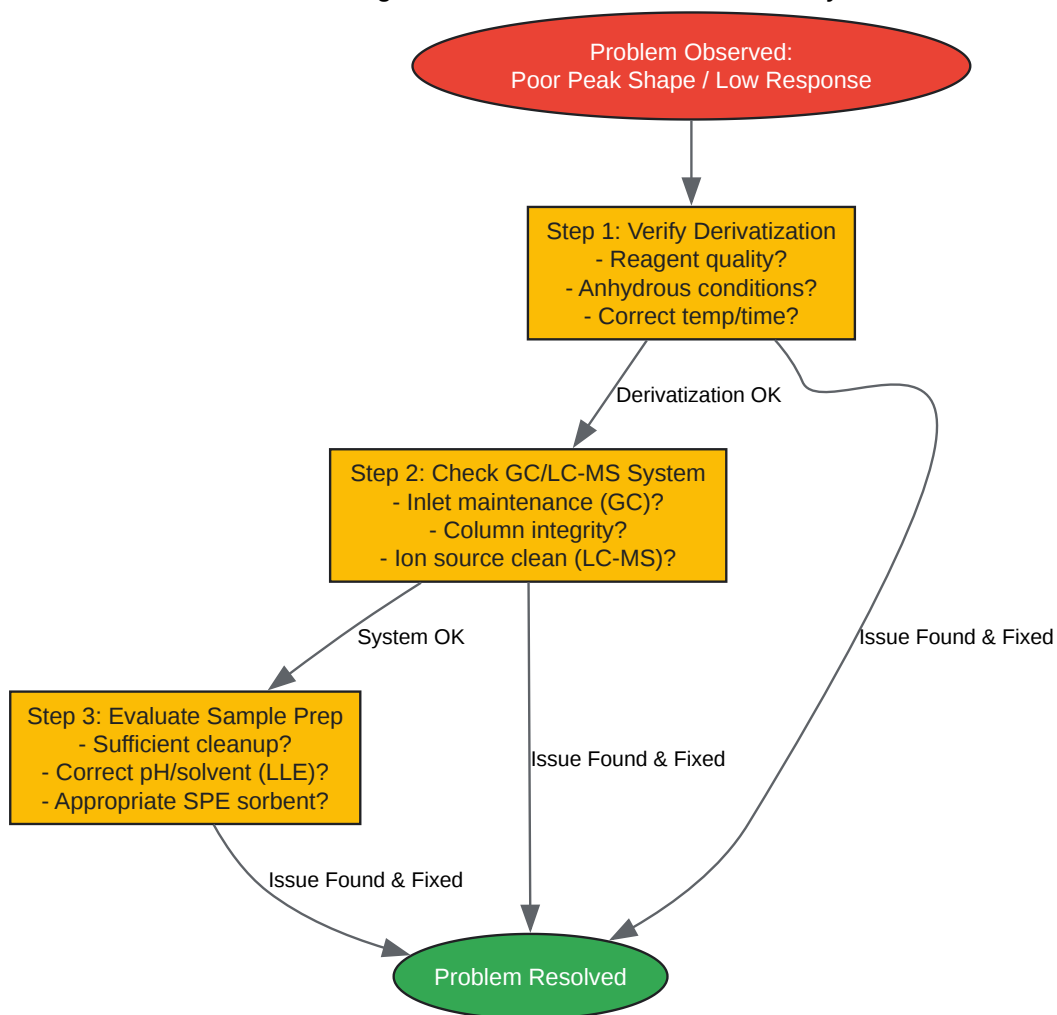 Problem Observed:
Poor Peak Shape / Low Response
Step 1: Verify Derivatization
- Reagent quality?
- Anhydrous conditions?
- Correct temp/time?
Derivatization OK
Step 2: Check GC/LC-MS System
- Inlet maintenance (GC)?
- Column integrity?
- Ion source clean (LC-MS)?
System OK
Issue Found & Fixed
Step 3: Evaluate Sample Prep
- Sufficient cleanup?
- Correct pH/solvent (LLE)?
- Appropriate SPE sorbent?
Issue Found & Fixed
Issue Found & Fixed
Problem Resolved